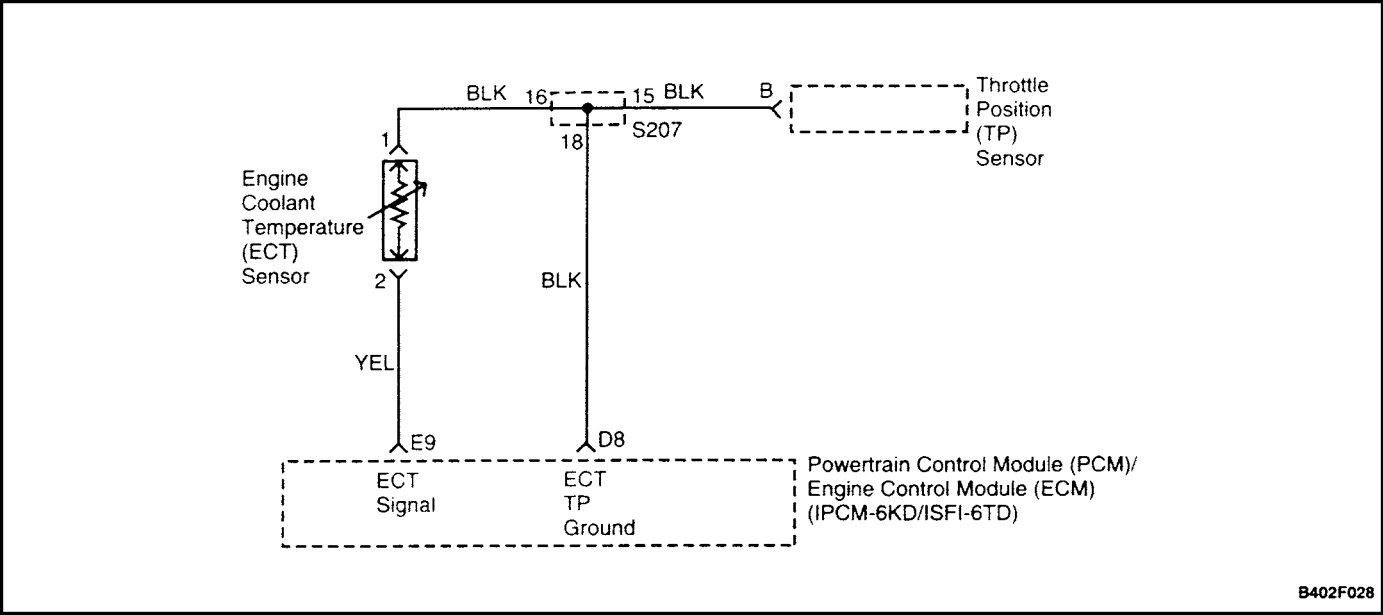 BLK
16
15
BLK
B
Throttle
Position
(TP)
Sensor
S207
18
1
Engine
Coolant
Temperature
(ECT)
Sensor
2
BLK
YEL
E9
D8
ECT
Signal
ECT
TP
Ground
Powertrain Control Module (PCM)/
Engine Control Module (ECM)
(IPCM-6KD/ISFI-6TD)
B402F028